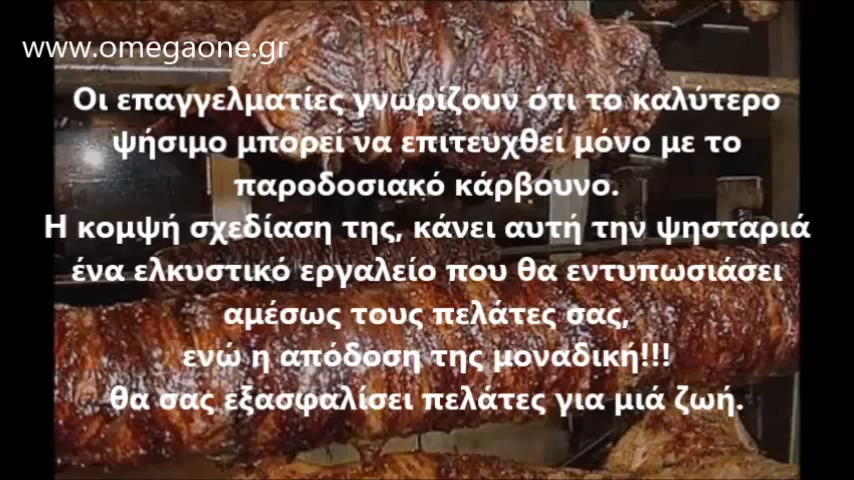 www.omegaone.gr
Οι επαγγελματίες γνωρίζουν ότι το καλύτερο
ψήσιμο μπορεί να επιτευχθεί μόνο με το
παροδοσιακό κάρβουνο.
Η κομψή σχεδίαση της, κάνει αυτή την ψησταριά
ένα ελκυστικό εργαλείο που θα εντυπωσιάσει
αμέσως τους πελάτες σας,
ενώ η απόδοση της μοναδική!!!
θα σας εξασφαλίσει πελάτες για μιά ζωή.